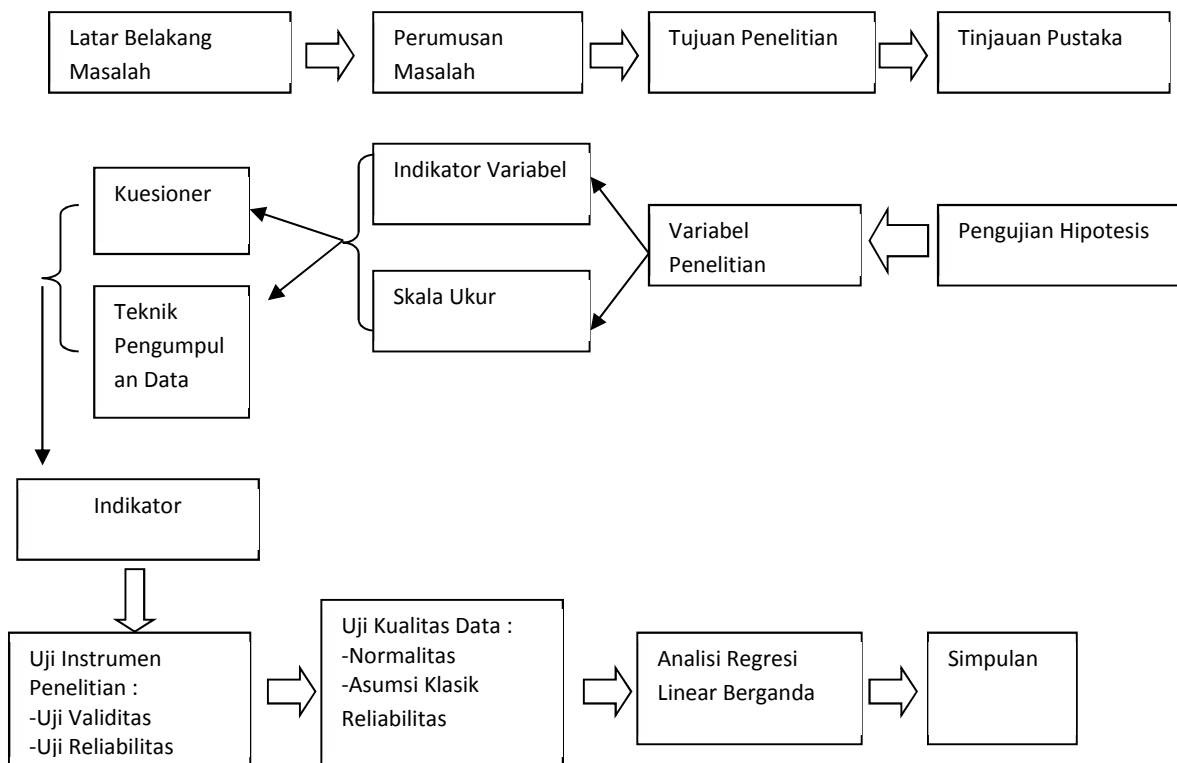 Latar Belakang
Masalah
Perumusan
Masalah
Tujuan Penelitian
Tinjauan Pustaka
Pengujian Hipotesis
Variabel
Penelitian
Indikator Variabel
Skala Ukur
Kuesioner
Teknik
Pengumpul
an Data
Indikator
Uji Instrumen
Penelitian :
-Uji Validitas
-Uji Reliabilitas
Uji Kualitas Data :
-Normalitas
-Asumsi Klasik
Reliabilitas
Analisi Regresi
Linear Berganda
Simpulan